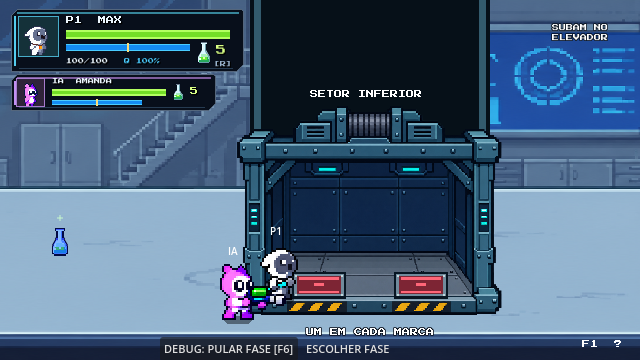 P1 MAX
100/100 Q 100%
5
[R]
IA AMANDA
5
SUBAM NO
ELEVADOR
SETOR INFERIOR
P1
IA
UM EM CADA MARCA
DEBUG: PULAR FASE [F6] ESCOLHER FASE
F1 ?